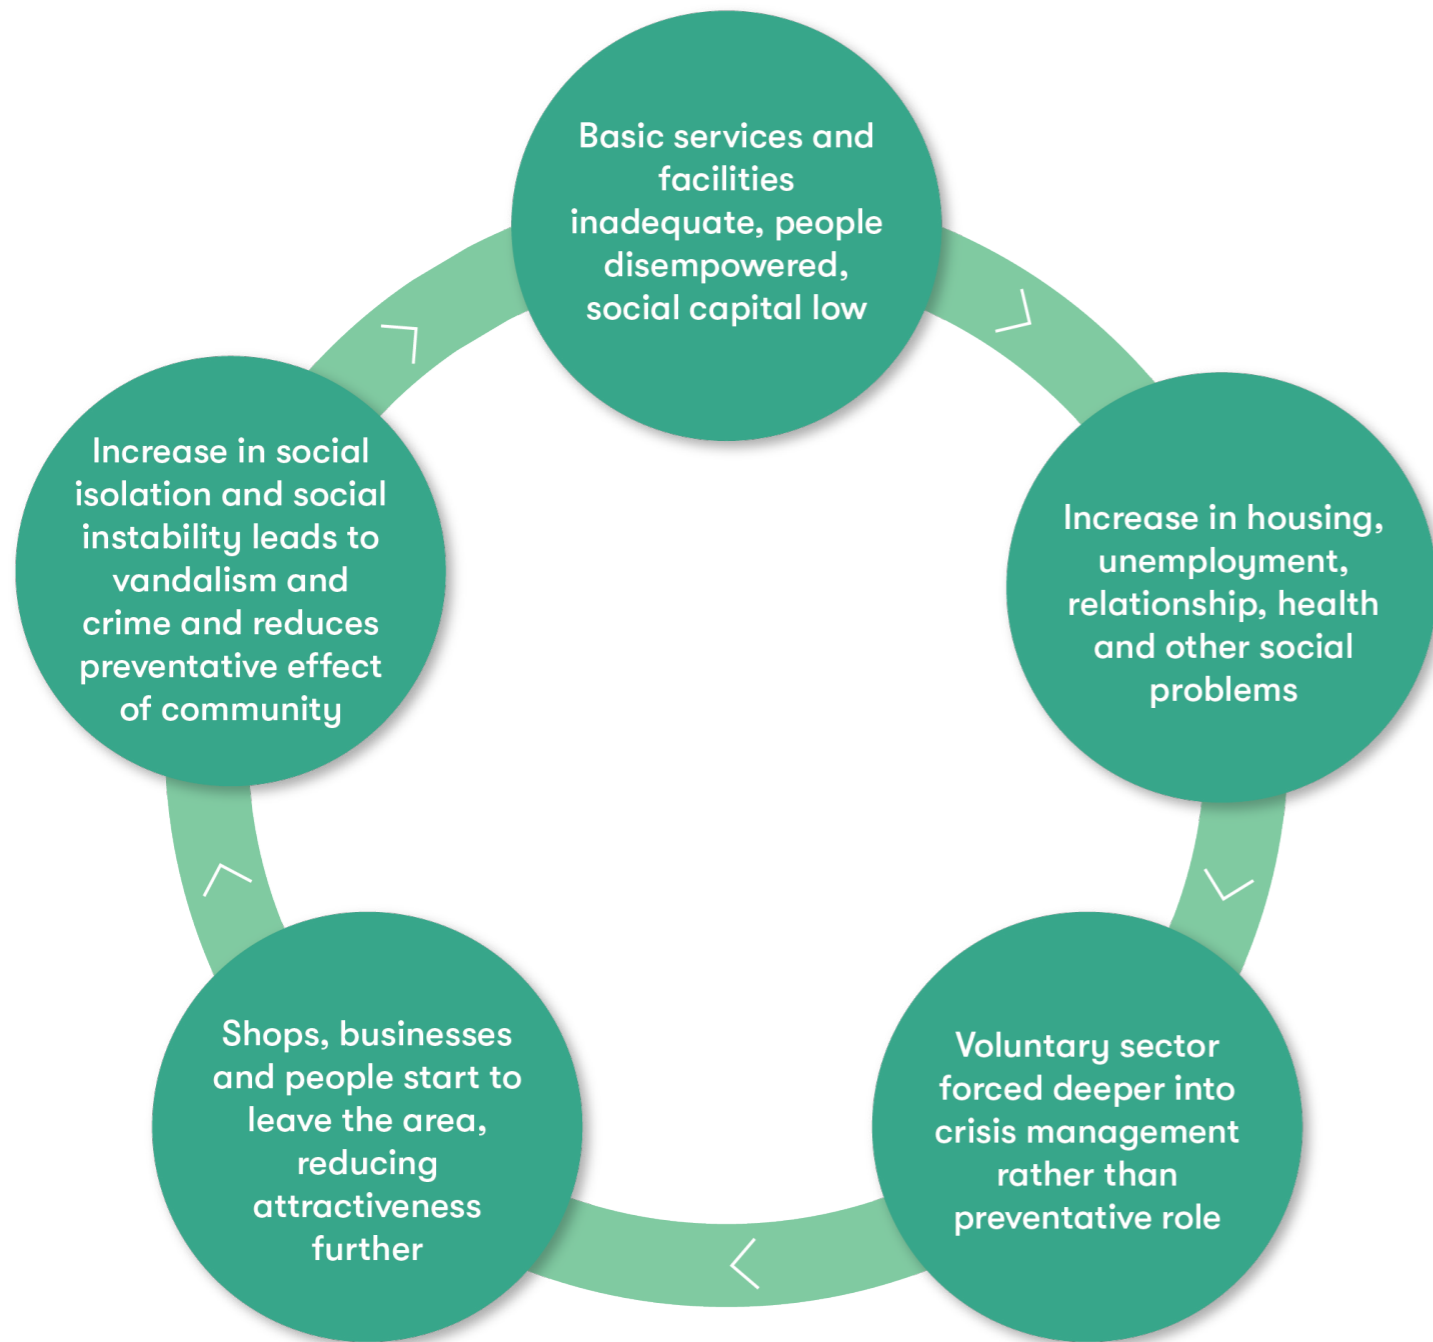 Basic services and
facilities
inadequate, people
disempowered,
social capital low
Increase in housing,
unemployment,
relationship, health
and other social
problems
Voluntary sector
forced deeper into
crisis management
rather than
preventative role
Shops, businesses
and people start to
leave the area,
reducing
attractiveness
further
Increase in social
isolation and social
instability leads to
vandalism and
crime and reduces
preventative effect
of community